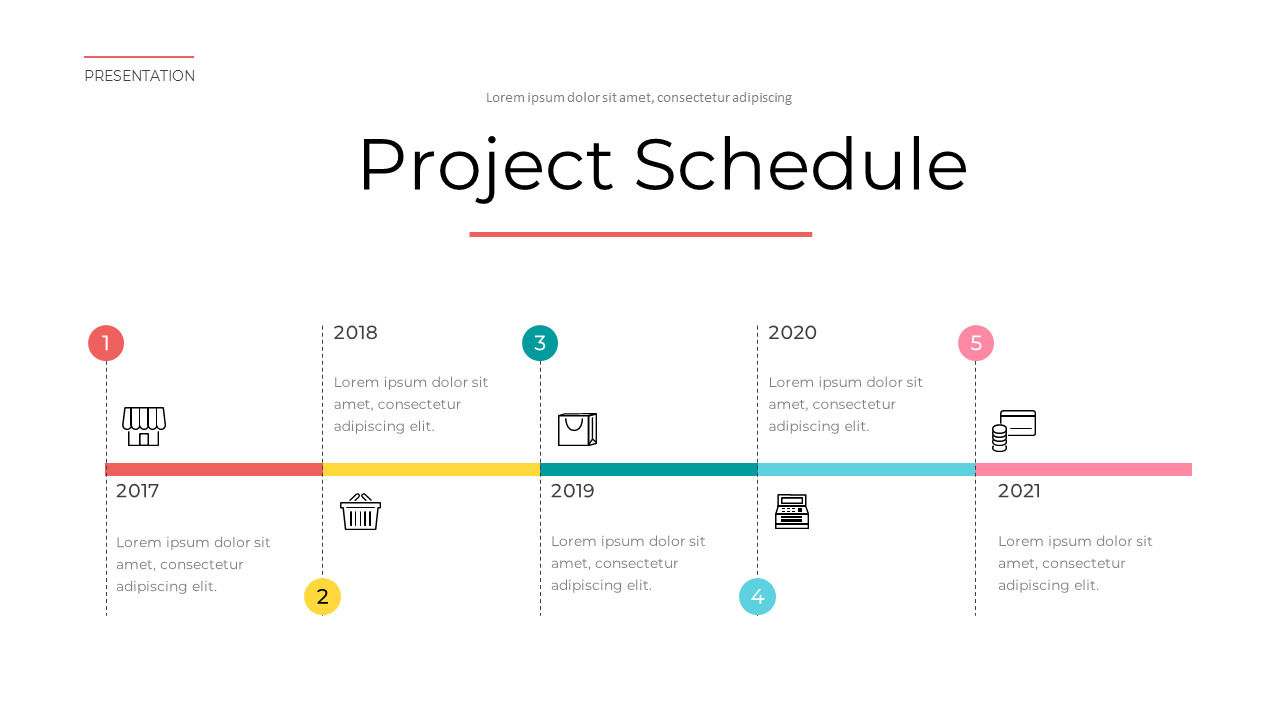 PRESENTATION
Lorem ipsum dolor sit amet, consectetur adipiscing
Project Schedule
1
2017
Lorem ipsum dolor sit
amet, consectetur
adipiscing elit.
2018
Lorem ipsum dolor sit
amet, consectetur
adipiscing elit.
2
3
2019
Lorem ipsum dolor sit
amet, consectetur
adipiscing elit.
2020
Lorem ipsum dolor sit
amet, consectetur
adipiscing elit.
4
5
2021
Lorem ipsum dolor sit
amet, consectetur
adipiscing elit.